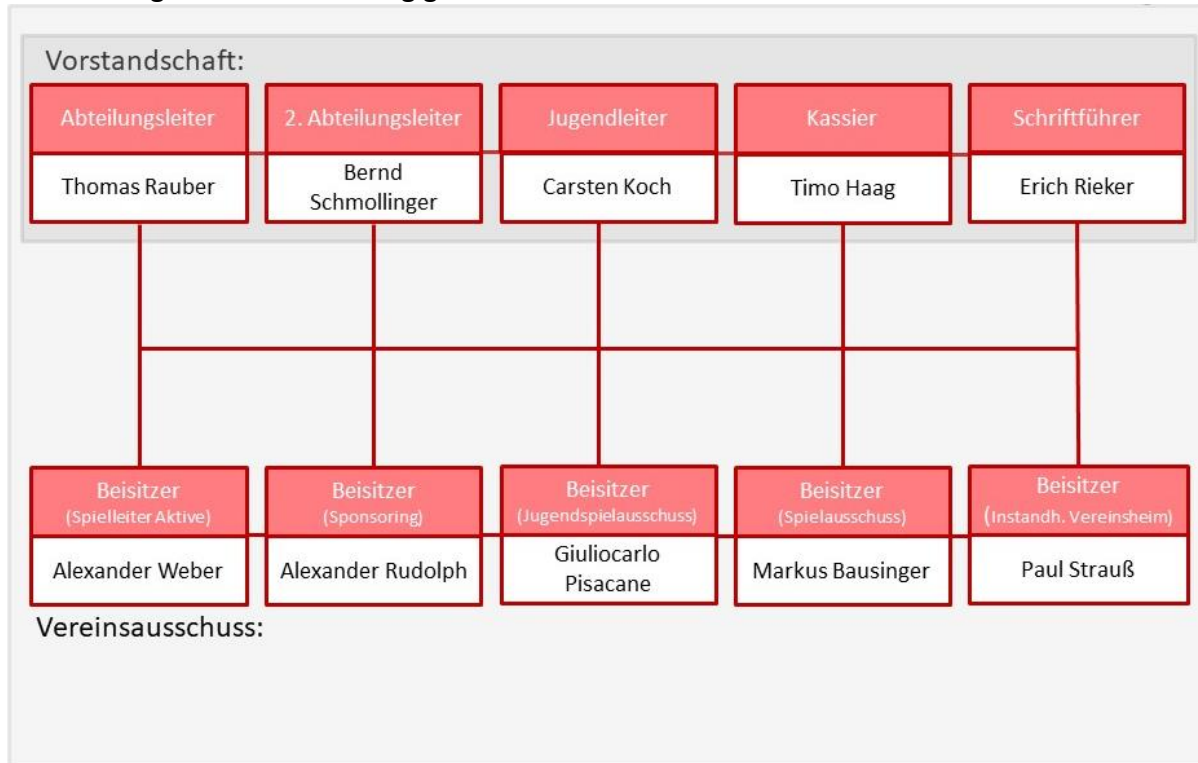 Vorstandschaft:
Abteilungsleiter
Thomas Rauber
2. Abteilungsleiter
Bernd
Schmollinger
Jugendleiter
Carsten Koch
Kassier
Timo Haag
Schriftführer
Erich Rieker
Beisitzer
(Spielleiter Aktive)
Alexander Weber
Beisitzer
(Sponsoring)
Alexander Rudolph
Beisitzer
(Jugendspielausschuss)
Giuliocarlo
Pisacane
Beisitzer
(Spielausschuss)
Markus Bausinger
Beisitzer
(Instandh. Vereinsheim)
Paul Strauß
Vereinsausschuss: